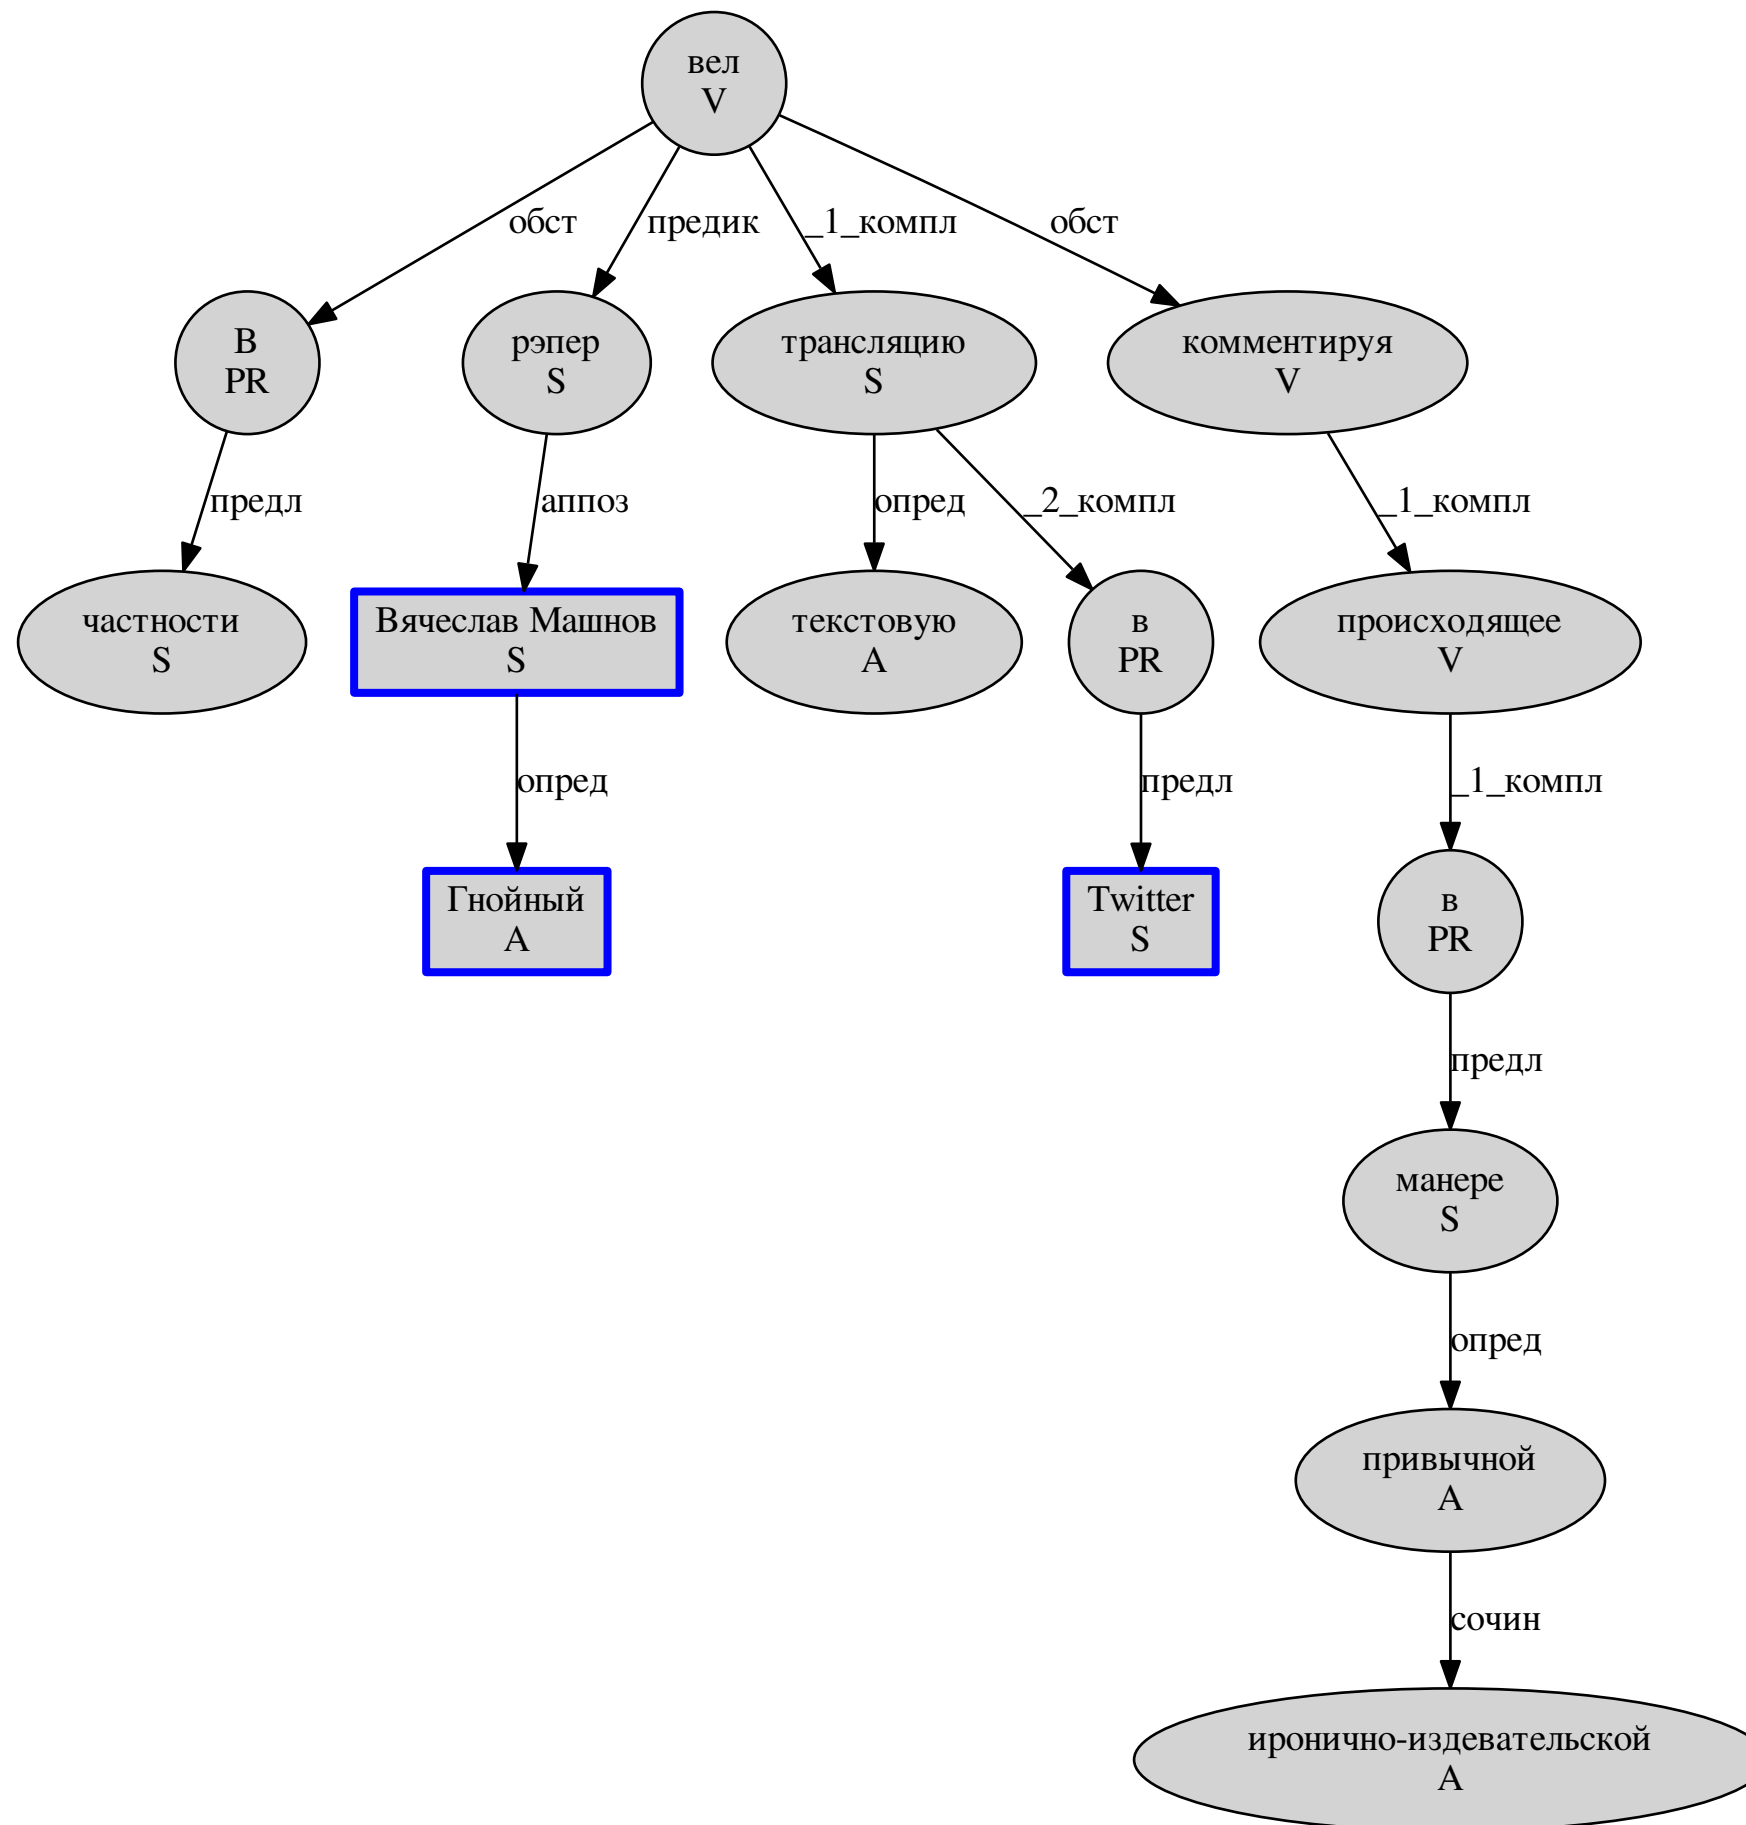 вел
V
обст
предик
_1_компл
обст
В
PR
рэпер
S
трансляцию
S
комментируя
V
предл
аппоз
опред
_2_компл
_1_компл
частности
S
Вячеслав Машнов
S
текстовую
A
в
PR
происходящее
V
опред
предл
_1_компл
Гнойный
A
Twitter
S
в
PR
предл
манере
S
опред
привычной
A
сочин
иронично-издевательской
A